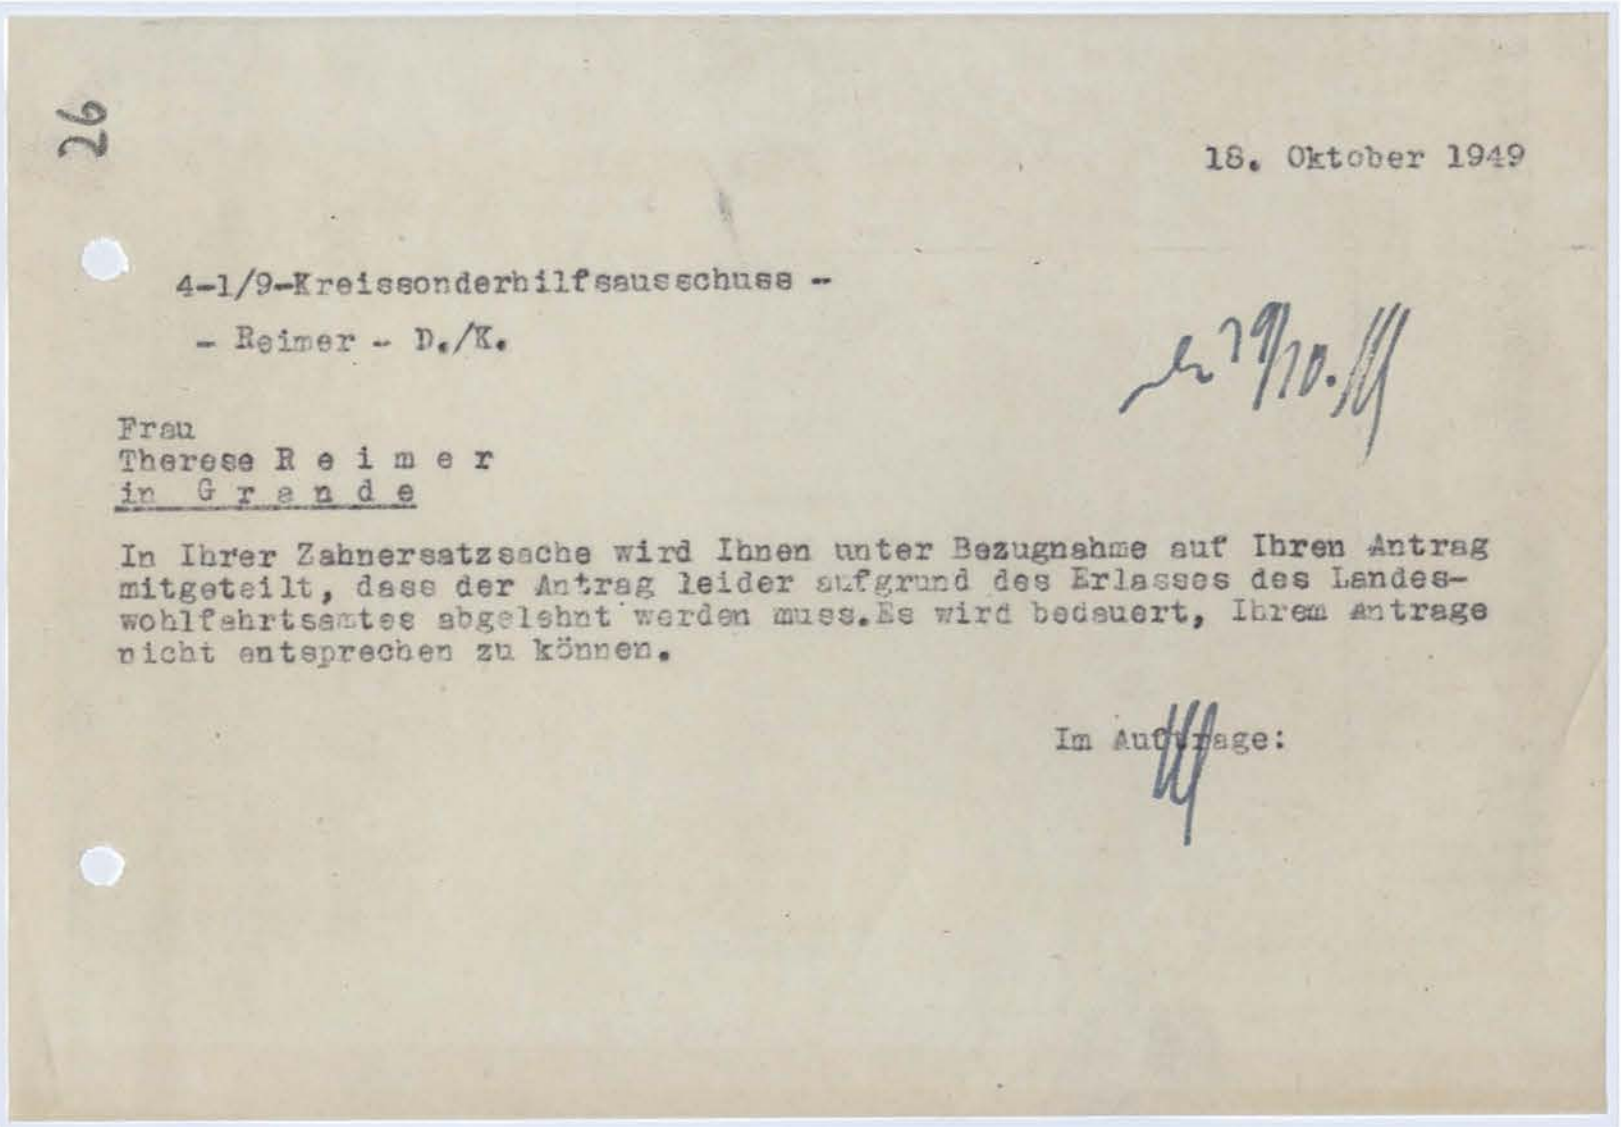 26
18. Oktober 1949
4-1/9-Kreissonderhilfsausschuss -
- Reimer - D./K.
Frau
Therese R e i m e r
in G r a n d e
In Ihrer Zahnersatzsache wird Ihnen unter Bezugnahme auf Ihren Antrag
mitgeteilt, dass der Antrag leider aufgrund des Erlasses des Landes-
wohlfahrtsamtes abgelehnt werden muss.Es wird bedauert, Ihrem Antrage
nicht entsprechen zu können.
Im Auftrage: